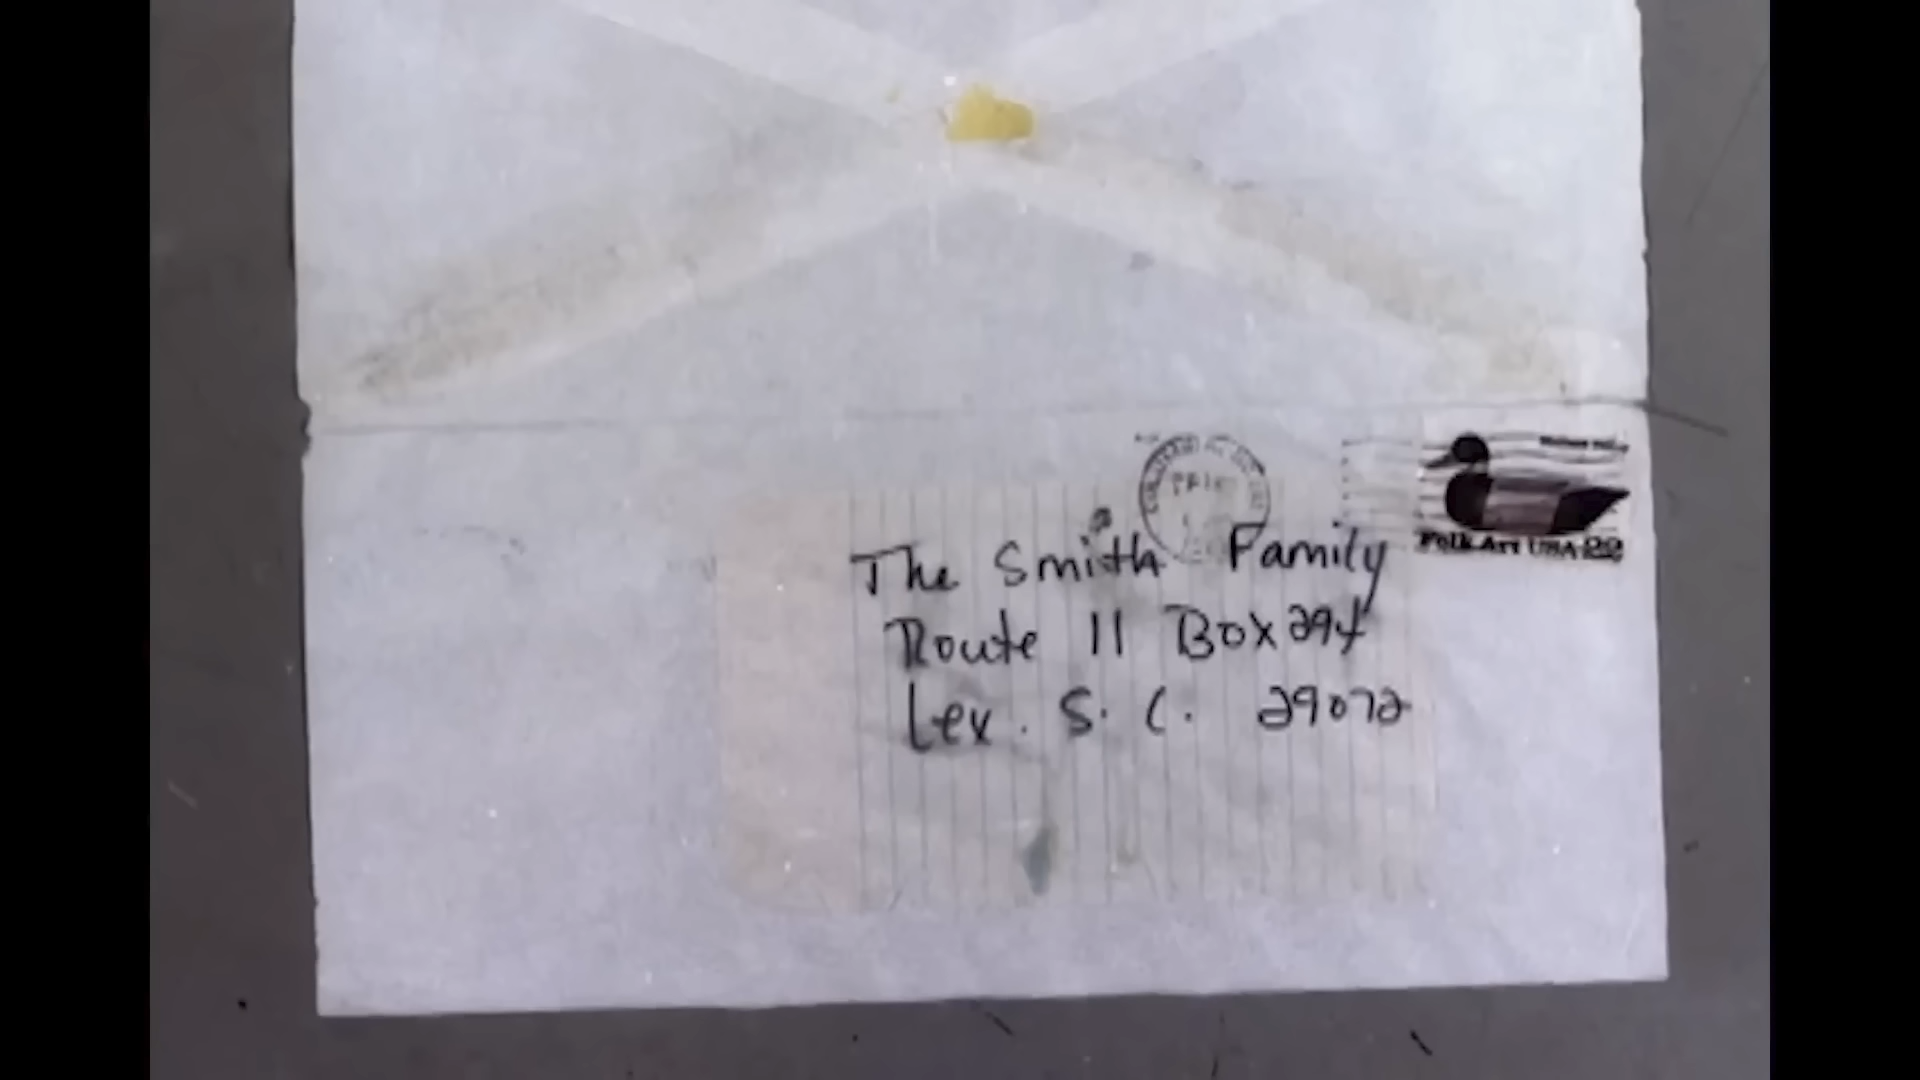 Folk Art USA 22
The Smith Family
Route 11 Box 294
Lex. S. C. 29072